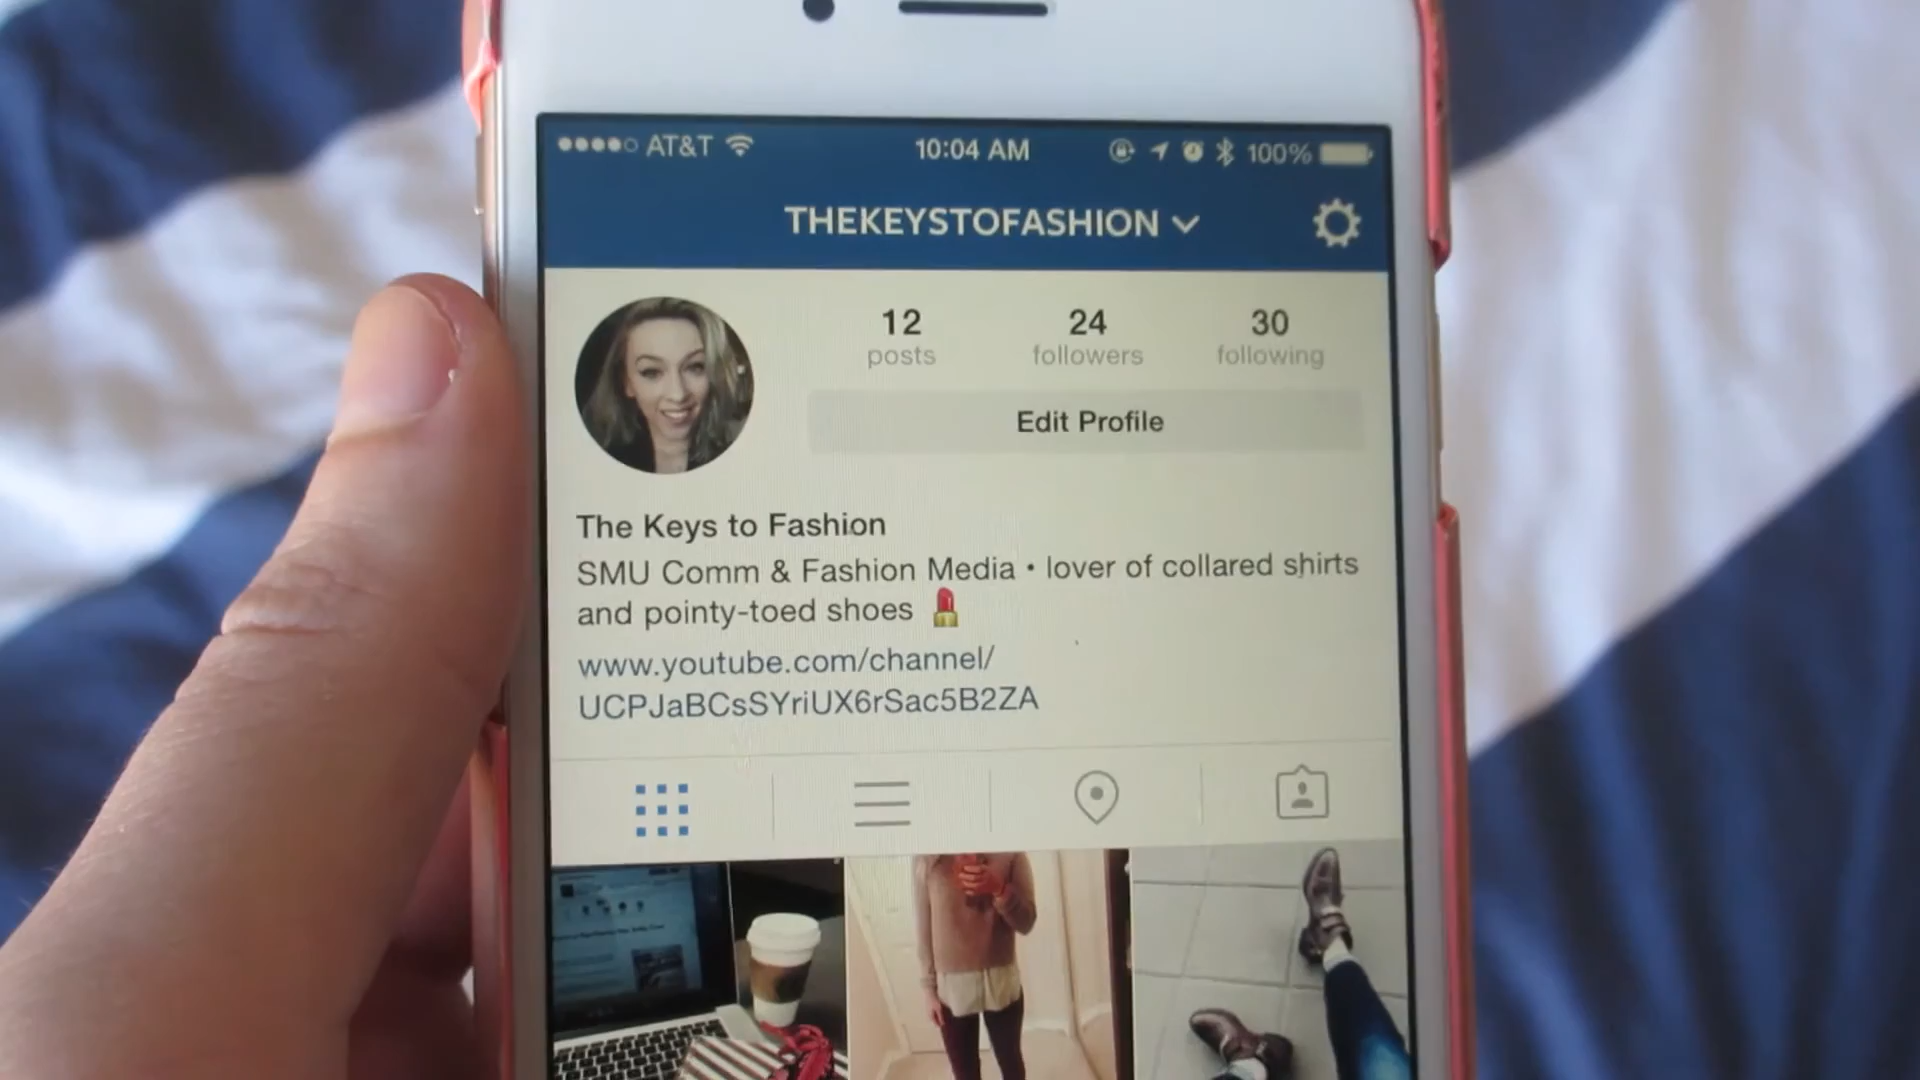 AT&T 10:04 AM 100%
THEKEYSTOFASHION
12 24 30
posts followers following
Edit Profile
The Keys to Fashion
SMU Comm & Fashion Media • lover of collared shirts
and pointy-toed shoes 💄
www.youtube.com/channel/
UCPJaBCsSYriUX6rSac5B2ZA